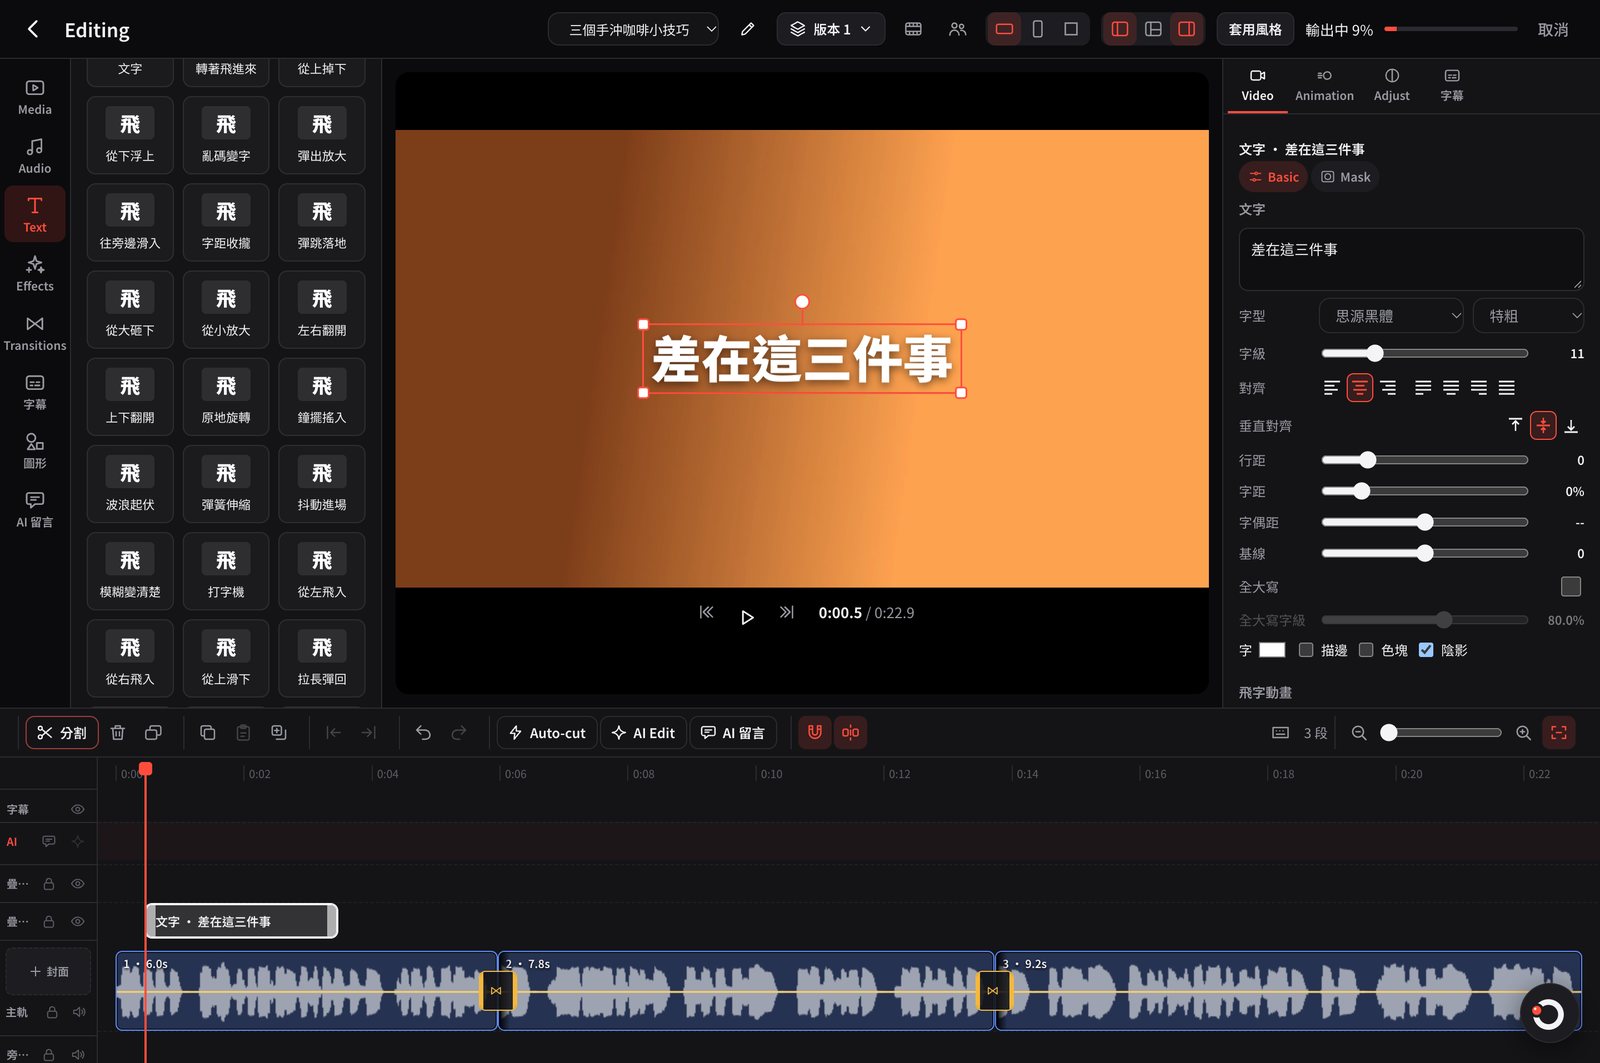 Editing
三個手沖咖啡小技巧
版本 1
套用風格
輸出中 9%
取消
Media
Audio
Text
Effects
Transitions
字幕
圖形
AI 留言
文字
轉著飛進來
從上掉下
飛
飛
飛
從下浮上
亂碼變字
彈出放大
飛
飛
飛
往旁邊滑入
字距收攏
彈跳落地
飛
飛
飛
從大砸下
從小放大
左右翻開
飛
飛
飛
上下翻開
原地旋轉
鐘擺搖入
飛
飛
飛
波浪起伏
彈簧伸縮
抖動進場
飛
飛
飛
模糊變清楚
打字機
從左飛入
飛
飛
飛
從右飛入
從上滑下
拉長彈回
差在這三件事
0:00.5 / 0:22.9
Video
Animation
Adjust
字幕
文字 · 差在這三件事
Basic
Mask
文字
差在這三件事
字型
思源黑體
特粗
字級
11
對齊
垂直對齊
行距
0
字距
0%
字偶距
--
基線
0
全大寫
全大寫字級
80.0%
字
描邊
色塊
陰影
飛字動畫
分割
Auto-cut
AI Edit
AI 留言
3 段
0:00
0:02
0:04
0:06
0:08
0:10
0:12
0:14
0:16
0:18
0:20
0:22
字幕
AI
疊…
疊…
文字 · 差在這三件事
+ 封面
主軌
1 · 6.0s
2 · 7.8s
3 · 9.2s
旁…